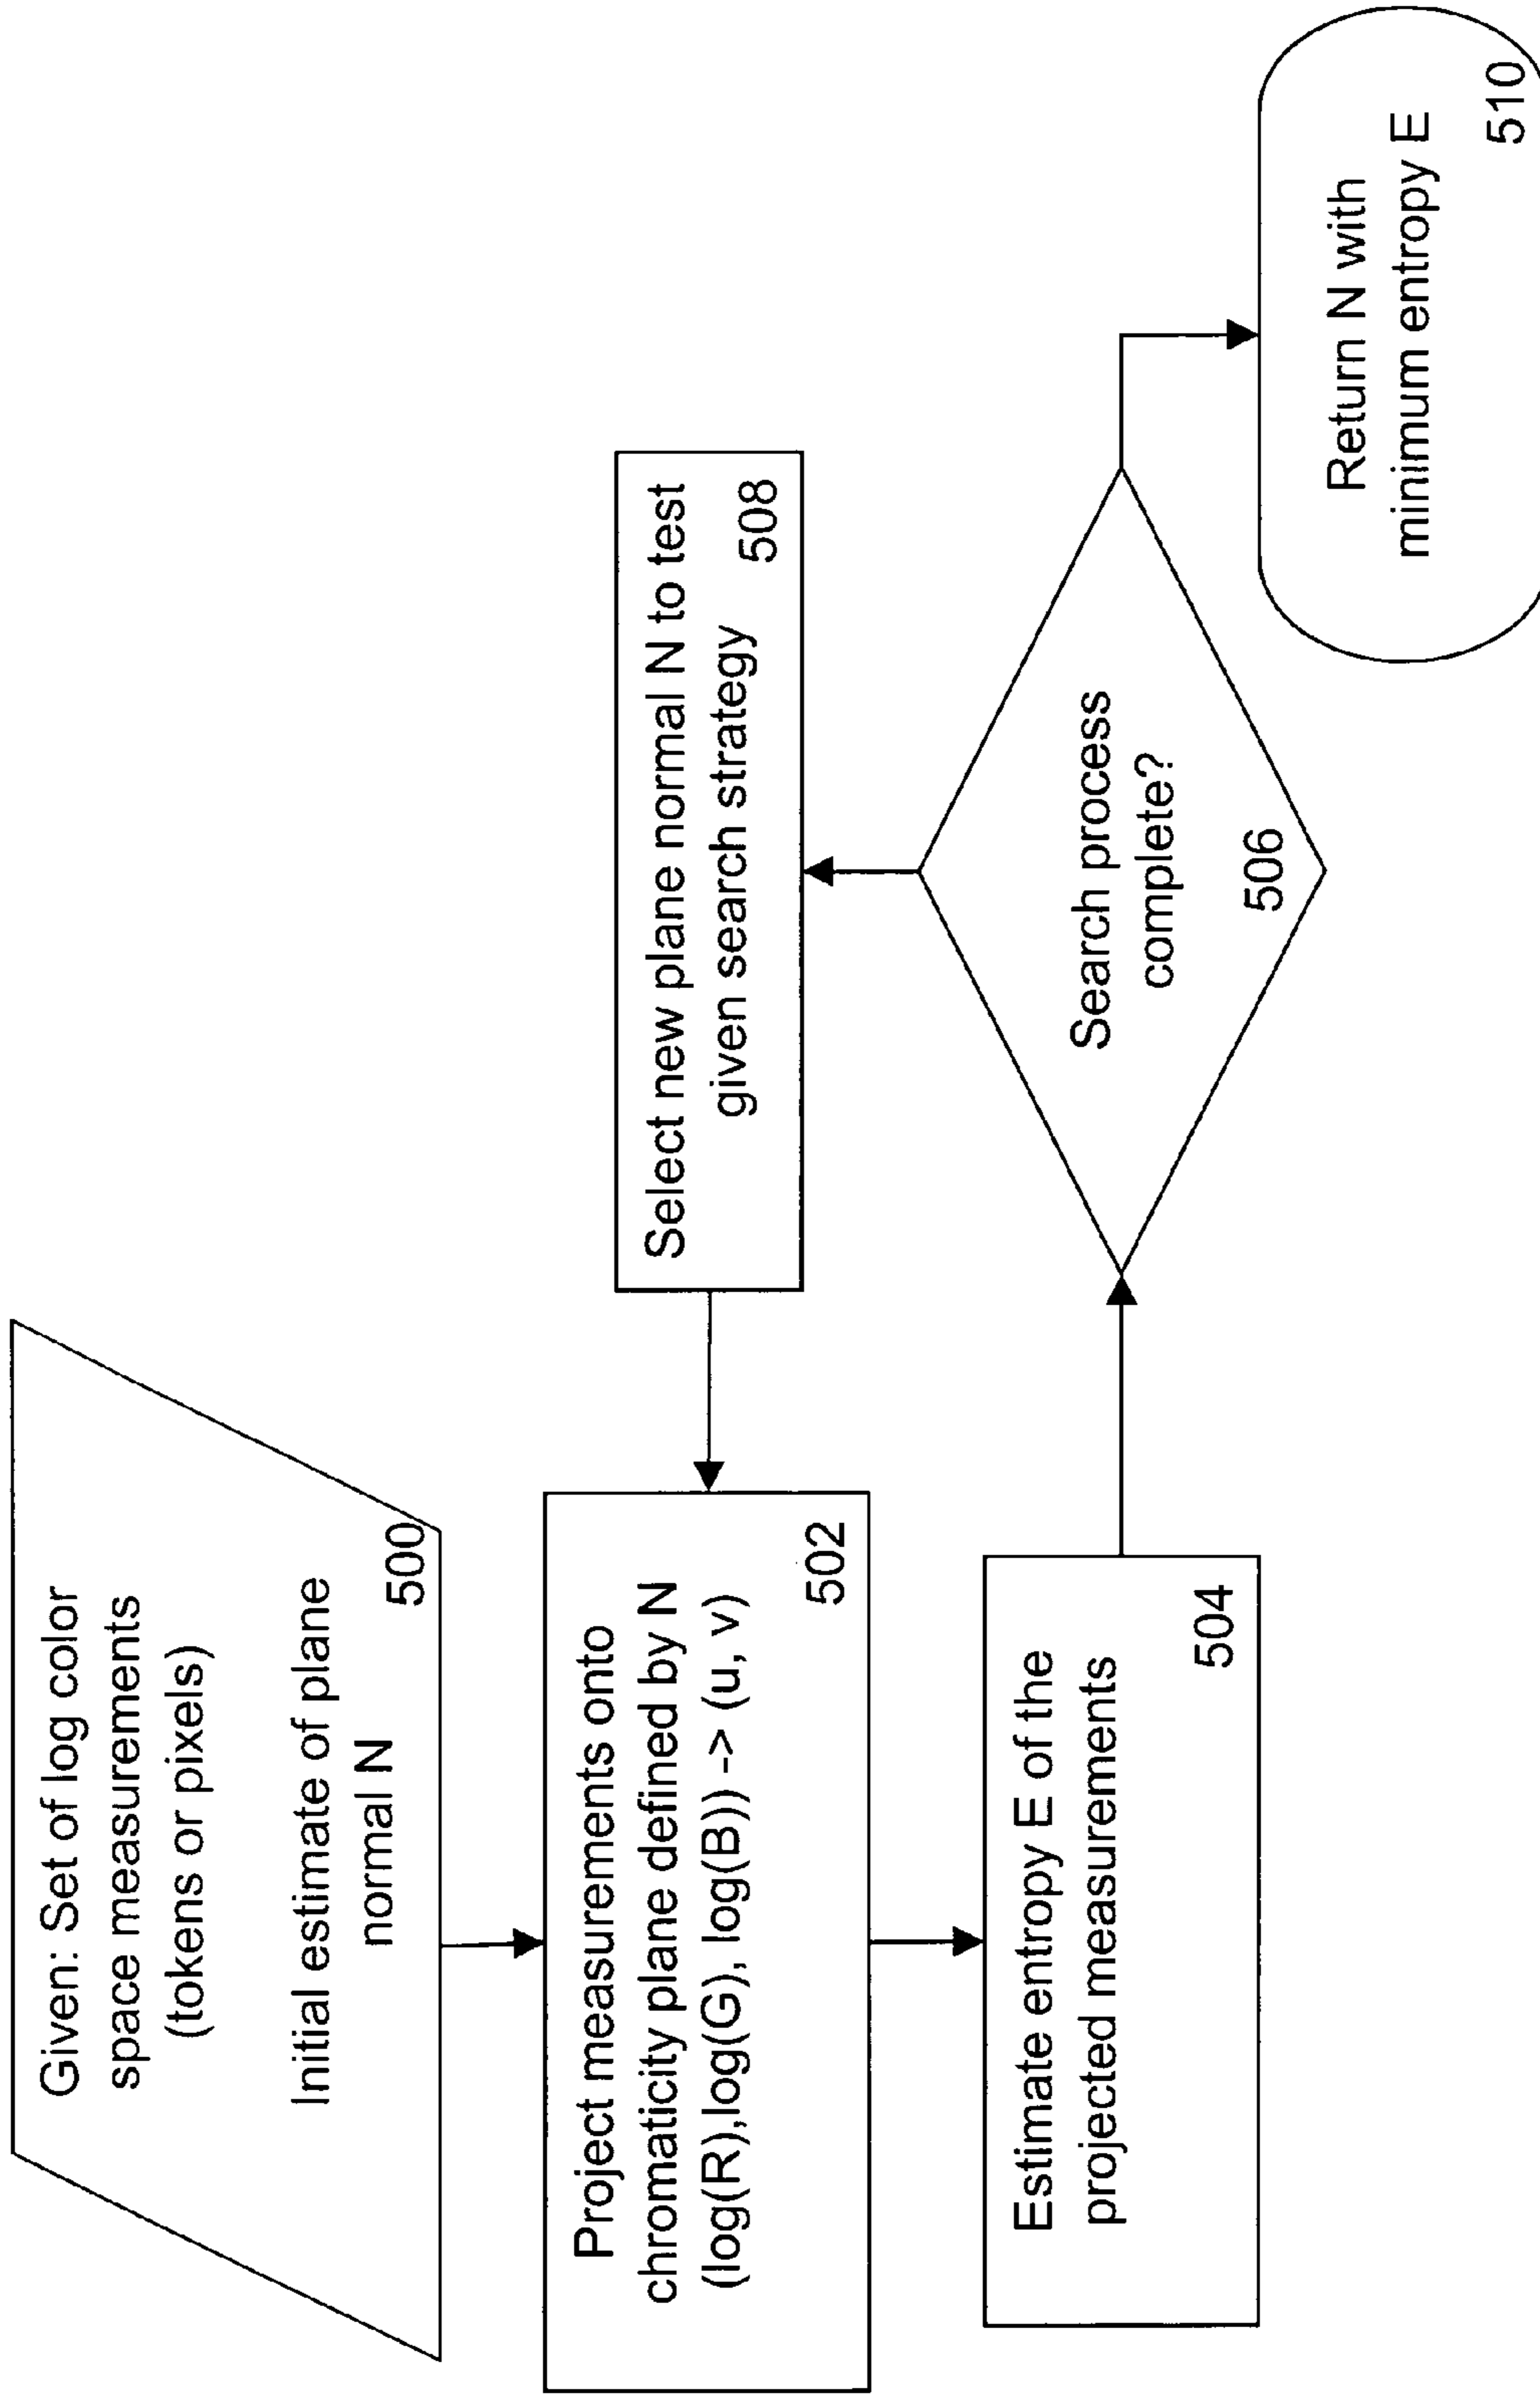 Given: Set of log color
space measurements
(tokens or pixels)
Initial estimate of plane
normal N
500
Project measurements onto
chromaticity plane defined by N
(log(R),log(G), log(B)) -> (u, v)
502
Estimate entropy E of the
projected measurements
504
Search process
complete?
506
Select new plane normal N to test
given search strategy
508
Return N with
minimum entropy E
510